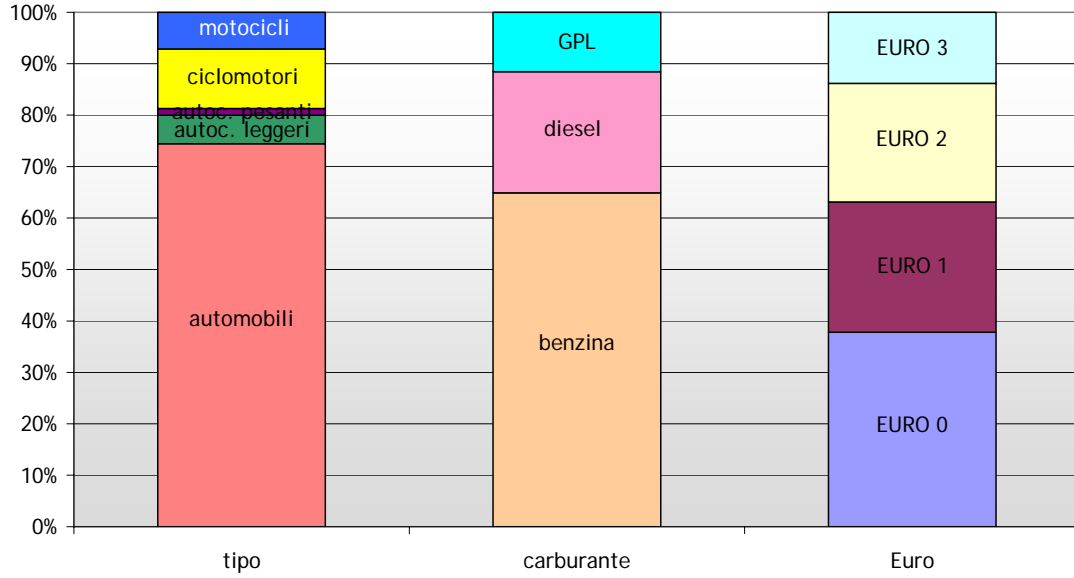 100%
90%
80%
70%
60%
50%
40%
30%
20%
10%
0%
motocicli
ciclomotori
autoc. pesanti
autoc. leggeri
automobili
GPL
diesel
benzina
EURO 3
EURO 2
EURO 1
EURO 0
tipo
carburante
Euro